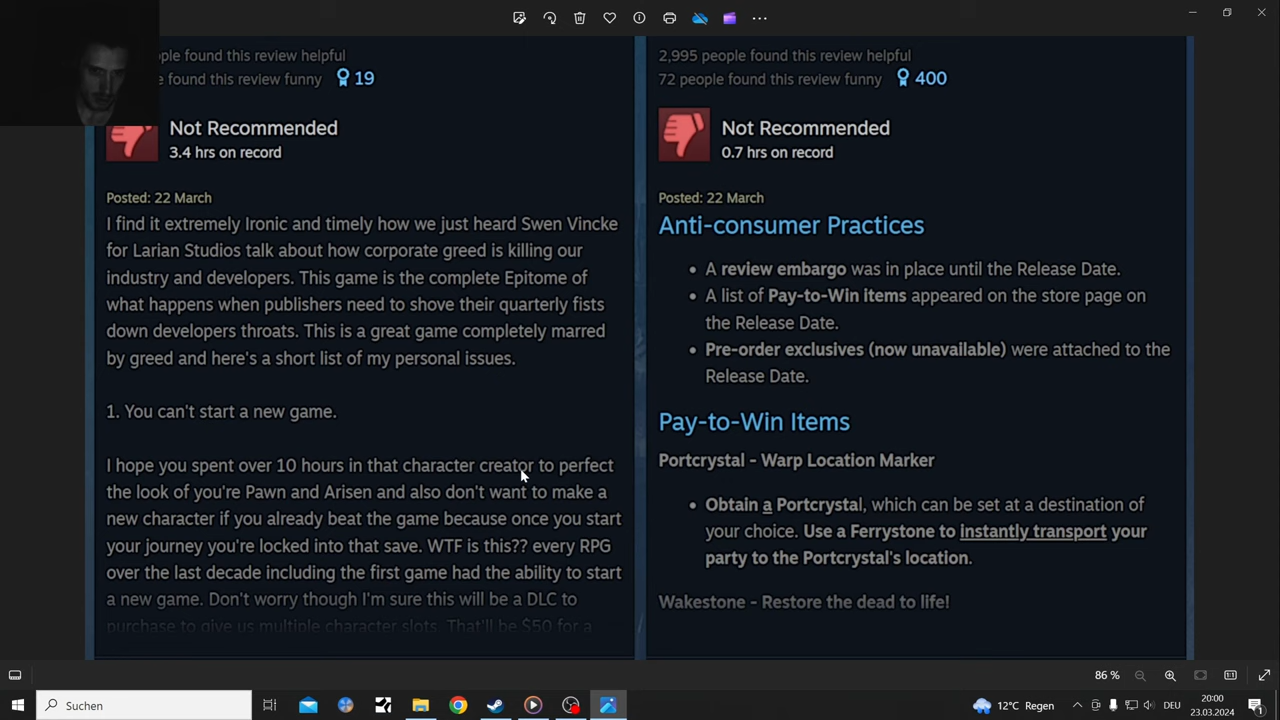 ple found this review helpful
e found this review funny 19
Not Recommended
3.4 hrs on record
Posted: 22 March
I find it extremely Ironic and timely how we just heard Swen Vincke
for Larian Studios talk about how corporate greed is killing our
industry and developers. This game is the complete Epitome of
what happens when publishers need to shove their quarterly fists
down developers throats. This is a great game completely marred
by greed and here's a short list of my personal issues.
1. You can't start a new game.
I hope you spent over 10 hours in that character creator to perfect
the look of you're Pawn and Arisen and also don't want to make a
new character if you already beat the game because once you start
your journey you're locked into that save. WTF is this?? every RPG
over the last decade including the first game had the ability to start
a new game. Don't worry though I'm sure this will be a DLC to
purchase to give us multiple character slots. That'll be $50 for a
2,995 people found this review helpful
72 people found this review funny 400
Not Recommended
0.7 hrs on record
Posted: 22 March
Anti-consumer Practices
• A review embargo was in place until the Release Date.
• A list of Pay-to-Win items appeared on the store page on
the Release Date.
• Pre-order exclusives (now unavailable) were attached to the
Release Date.
Pay-to-Win Items
Portcrystal - Warp Location Marker
• Obtain a Portcrystal, which can be set at a destination of
your choice. Use a Ferrystone to instantly transport your
party to the Portcrystal's location.
Wakestone - Restore the dead to life!
86 %
Suchen
12°C Regen
DEU
20:00
23.03.2024
1